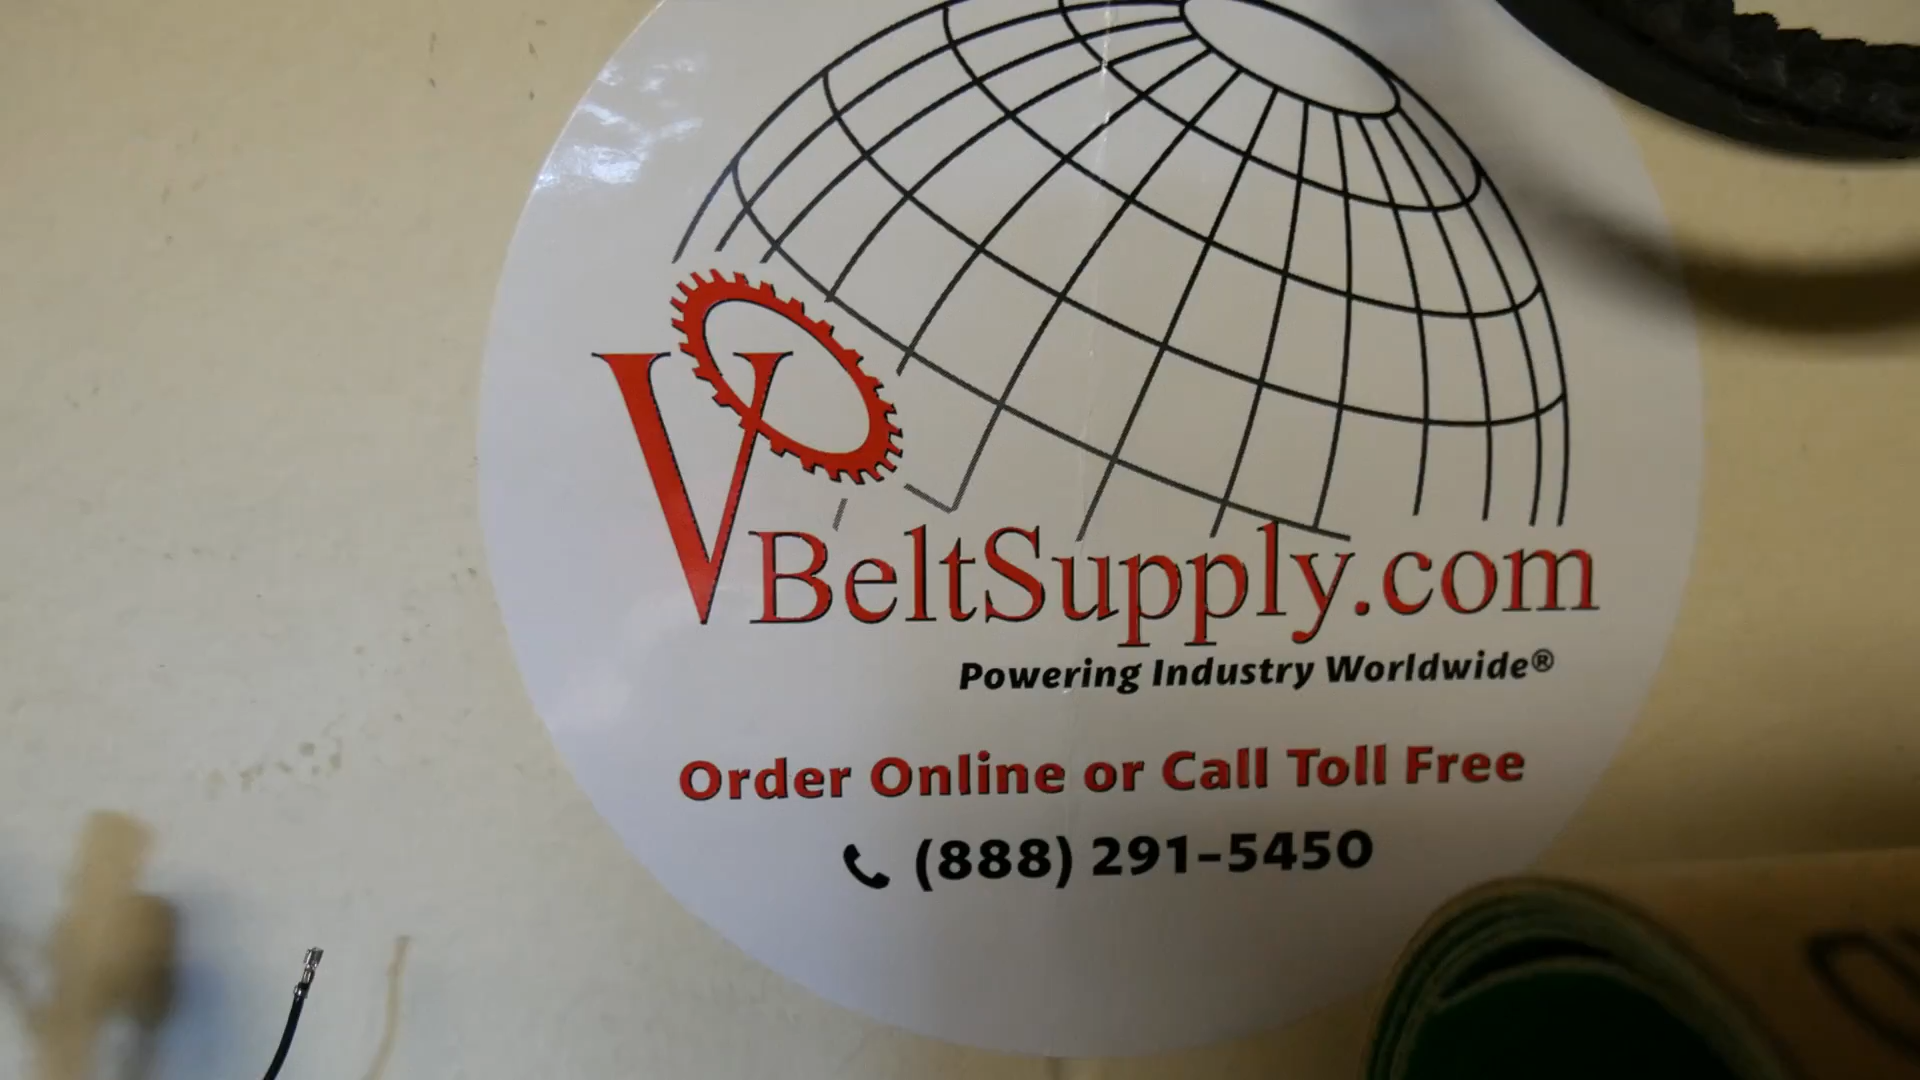 VBeltSupply.com
Powering Industry Worldwide®
Order Online or Call Toll Free
(888) 291-5450